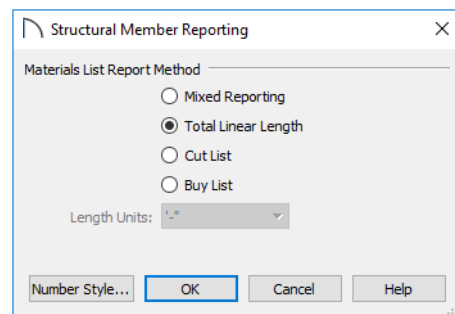 Structural Member Reporting
Materials List Report Method
Mixed Reporting
Total Linear Length
Cut List
Buy List
Length Units: '-"
Number Style... OK Cancel Help